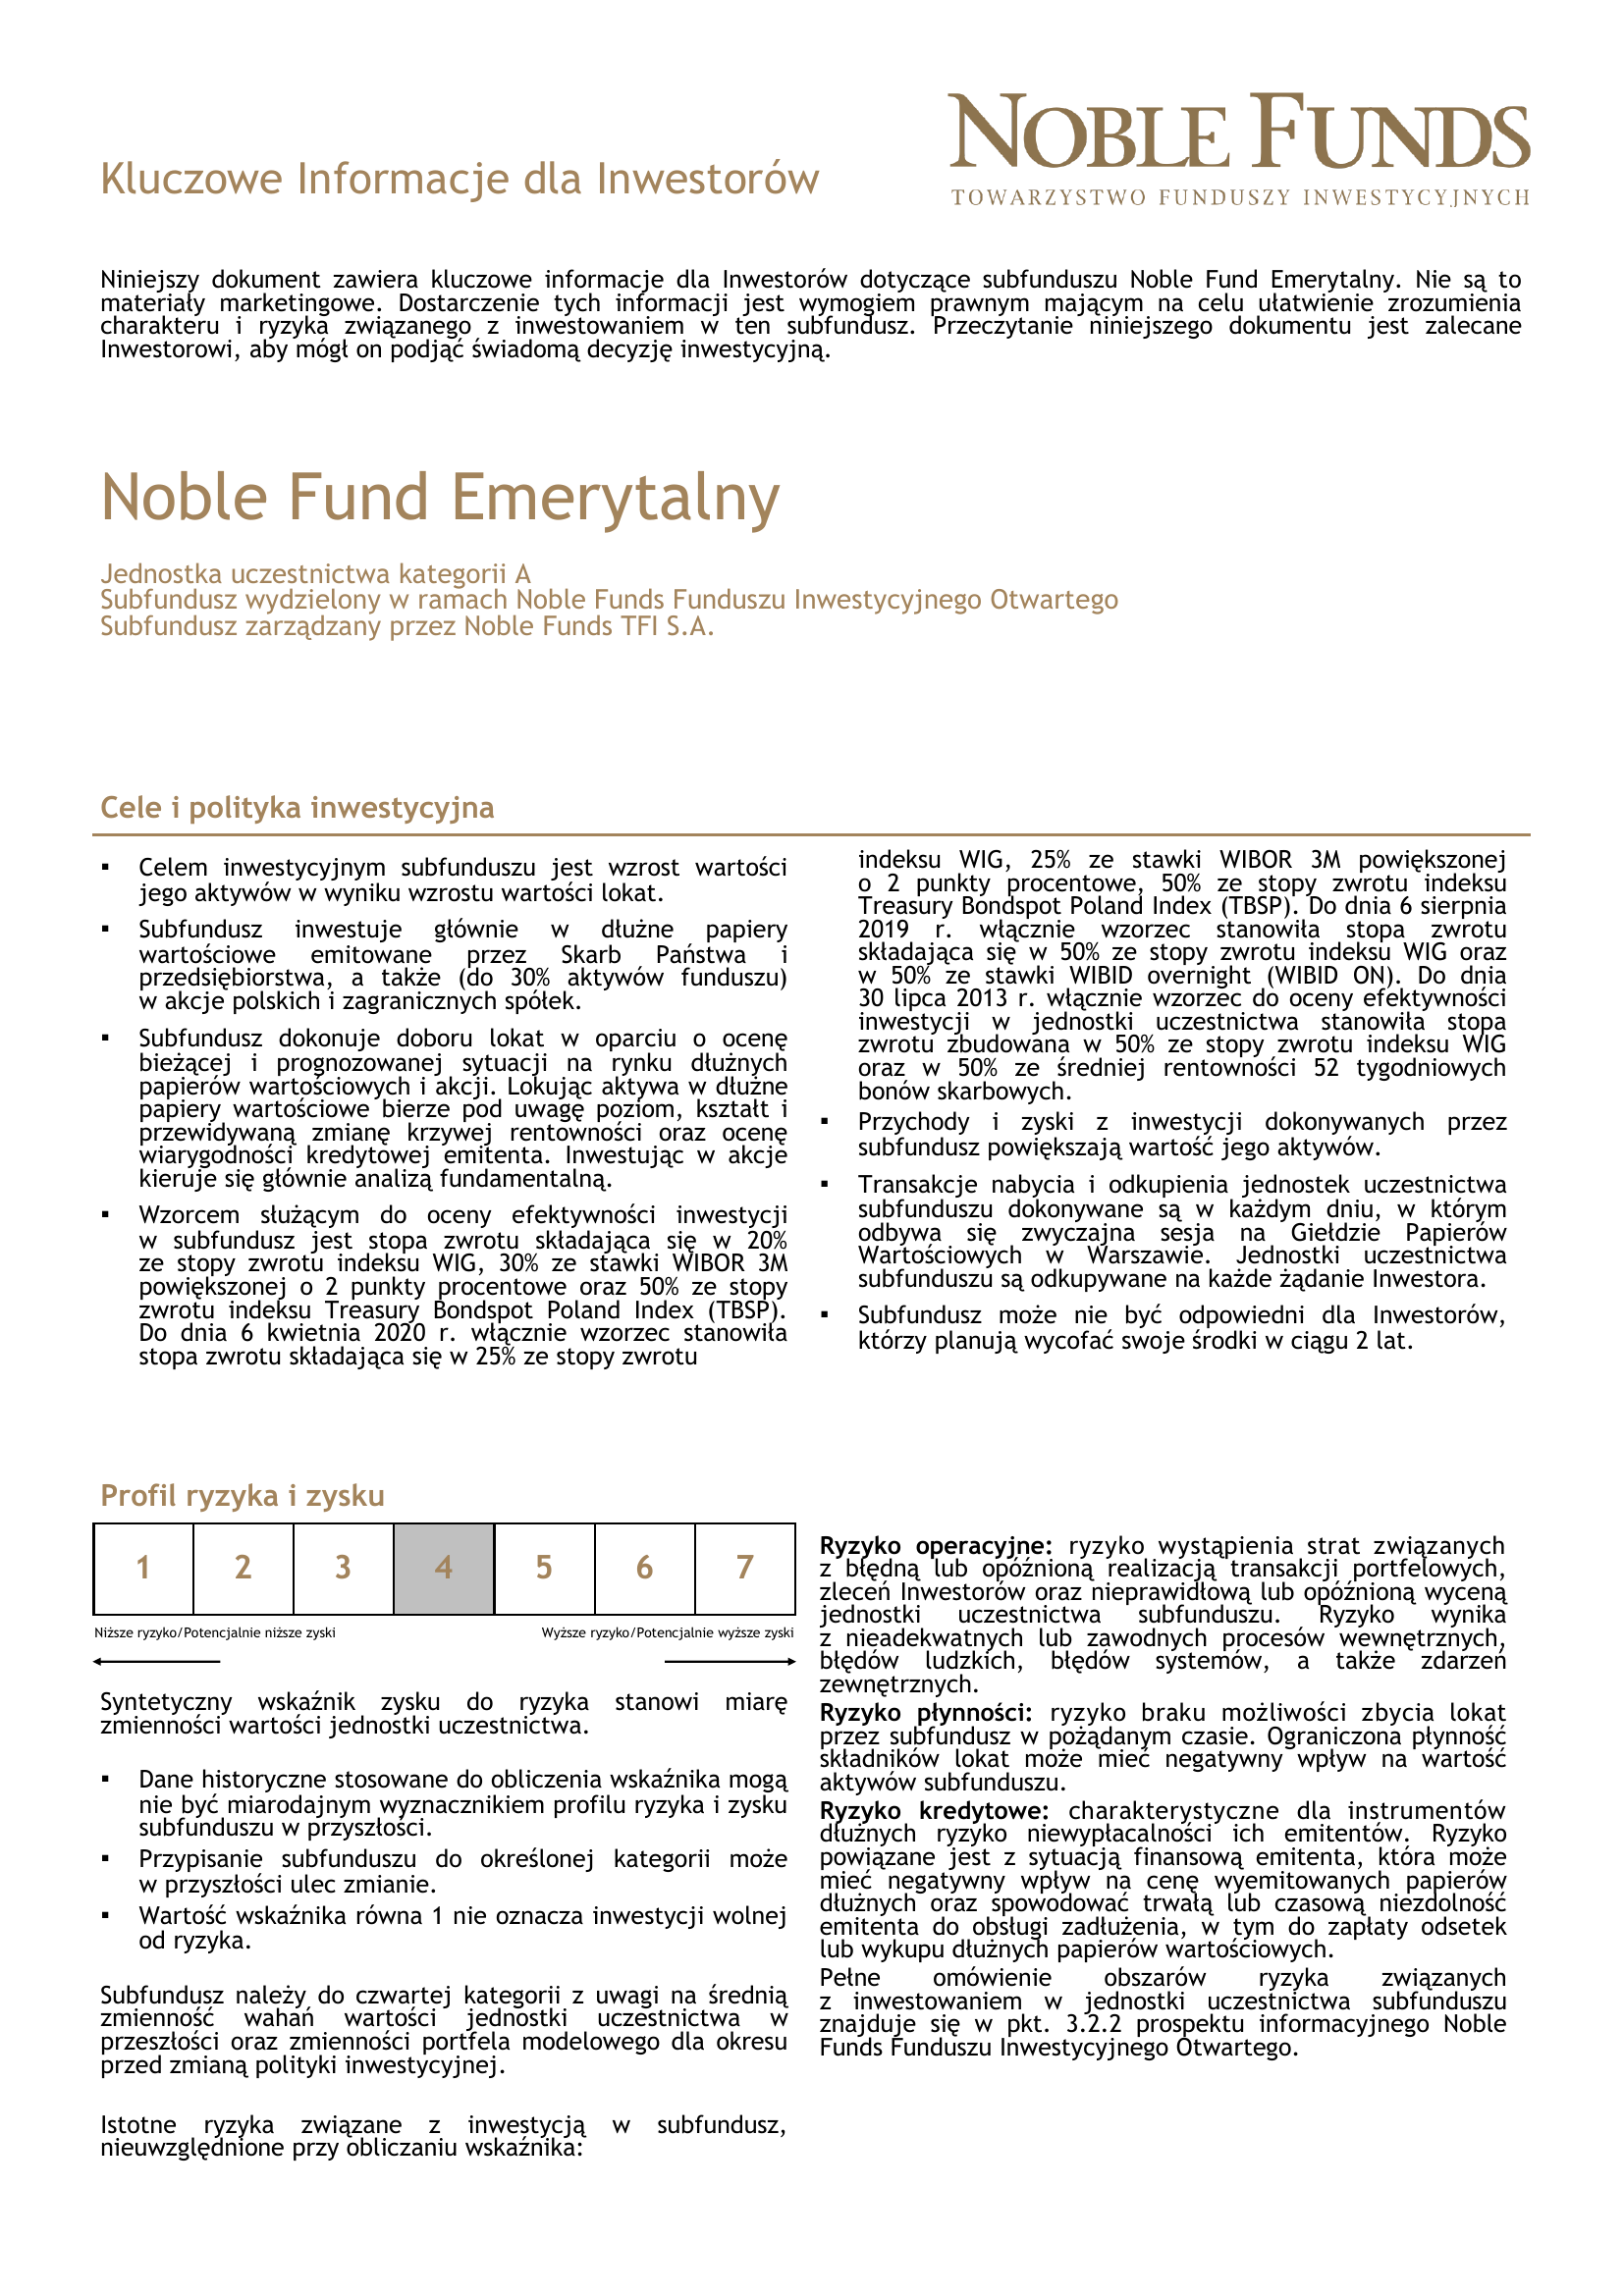 Kluczowe Informacje dla Inwestorów
NOBLE FUNDS
TOWARZYSTWO FUNDUSZY INWESTYCYJNYCH
Niniejszy dokument zawiera kluczowe informacje dla Inwestorów dotyczące subfunduszu Noble Fund Emerytalny. Nie są to
materiały marketingowe. Dostarczenie tych informacji jest wymogiem prawnym mającym na celu ułatwienie zrozumienia
charakteru i ryzyka związanego z inwestowaniem w ten subfundusz. Przeczytanie niniejszego dokumentu jest zalecane
Inwestorowi, aby mógł on podjąć świadomą decyzję inwestycyjną.
Noble Fund Emerytalny
Jednostka uczestnictwa kategorii A
Subfundusz wydzielony w ramach Noble Funds Funduszu Inwestycyjnego Otwartego
Subfundusz zarządzany przez Noble Funds TFI S.A.
Cele i polityka inwestycyjna
▪ Celem inwestycyjnym subfunduszu jest wzrost wartości
jego aktywów w wyniku wzrostu wartości lokat.
▪ Subfundusz inwestuje głównie w dłużne papiery
wartościowe emitowane przez Skarb Państwa i
przedsiębiorstwa, a także (do 30% aktywów funduszu)
w akcje polskich i zagranicznych spółek.
▪ Subfundusz dokonuje doboru lokat w oparciu o ocenę
bieżącej i prognozowanej sytuacji na rynku dłużnych
papierów wartościowych i akcji. Lokując aktywa w dłużne
papiery wartościowe bierze pod uwagę poziom, kształt i
przewidywaną zmianę krzywej rentowności oraz ocenę
wiarygodności kredytowej emitenta. Inwestując w akcje
kieruje się głównie analizą fundamentalną.
▪ Wzorcem służącym do oceny efektywności inwestycji
w subfundusz jest stopa zwrotu składająca się w 20%
ze stopy zwrotu indeksu WIG, 30% ze stawki WIBOR 3M
powiększonej o 2 punkty procentowe oraz 50% ze stopy
zwrotu indeksu Treasury Bondspot Poland Index (TBSP).
Do dnia 6 kwietnia 2020 r. włącznie wzorzec stanowiła
stopa zwrotu składająca się w 25% ze stopy zwrotu
indeksu WIG, 25% ze stawki WIBOR 3M powiększonej
o 2 punkty procentowe, 50% ze stopy zwrotu indeksu
Treasury Bondspot Poland Index (TBSP). Do dnia 6 sierpnia
2019 r. włącznie wzorzec stanowiła stopa zwrotu
składająca się w 50% ze stopy zwrotu indeksu WIG oraz
w 50% ze stawki WIBID overnight (WIBID ON). Do dnia
30 lipca 2013 r. włącznie wzorzec do oceny efektywności
inwestycji w jednostki uczestnictwa stanowiła stopa
zwrotu zbudowana w 50% ze stopy zwrotu indeksu WIG
oraz w 50% ze średniej rentowności 52 tygodniowych
bonów skarbowych.
▪ Przychody i zyski z inwestycji dokonywanych przez
subfundusz powiększają wartość jego aktywów.
▪ Transakcje nabycia i odkupienia jednostek uczestnictwa
subfunduszu dokonywane są w każdym dniu, w którym
odbywa się zwyczajna sesja na Giełdzie Papierów
Wartościowych w Warszawie. Jednostki uczestnictwa
subfunduszu są odkupywane na każde żądanie Inwestora.
▪ Subfundusz może nie być odpowiedni dla Inwestorów,
którzy planują wycofać swoje środki w ciągu 2 lat.
Profil ryzyka i zysku
1 2 3 4 5 6 7
Niższe ryzyko/Potencjalnie niższe zyski Wyższe ryzyko/Potencjalnie wyższe zyski
Syntetyczny wskaźnik zysku do ryzyka stanowi miarę
zmienności wartości jednostki uczestnictwa.
▪ Dane historyczne stosowane do obliczenia wskaźnika mogą
nie być miarodajnym wyznacznikiem profilu ryzyka i zysku
subfunduszu w przyszłości.
▪ Przypisanie subfunduszu do określonej kategorii może
w przyszłości ulec zmianie.
▪ Wartość wskaźnika równa 1 nie oznacza inwestycji wolnej
od ryzyka.
Subfundusz należy do czwartej kategorii z uwagi na średnią
zmienność wahań wartości jednostki uczestnictwa w
przeszłości oraz zmienności portfela modelowego dla okresu
przed zmianą polityki inwestycyjnej.
Istotne ryzyka związane z inwestycją w subfundusz,
nieuwzględnione przy obliczaniu wskaźnika:
Ryzyko operacyjne: ryzyko wystąpienia strat związanych
z błędną lub opóźnioną realizacją transakcji portfelowych,
zleceń Inwestorów oraz nieprawidłową lub opóźnioną wyceną
jednostki uczestnictwa subfunduszu. Ryzyko wynika
z nieadekwatnych lub zawodnych procesów wewnętrznych,
błędów ludzkich, błędów systemów, a także zdarzeń
zewnętrznych.
Ryzyko płynności: ryzyko braku możliwości zbycia lokat
przez subfundusz w pożądanym czasie. Ograniczona płynność
składników lokat może mieć negatywny wpływ na wartość
aktywów subfunduszu.
Ryzyko kredytowe: charakterystyczne dla instrumentów
dłużnych ryzyko niewypłacalności ich emitentów. Ryzyko
powiązane jest z sytuacją finansową emitenta, która może
mieć negatywny wpływ na cenę wyemitowanych papierów
dłużnych oraz spowodować trwałą lub czasową niezdolność
emitenta do obsługi zadłużenia, w tym do zapłaty odsetek
lub wykupu dłużnych papierów wartościowych.
Pełne omówienie obszarów ryzyka związanych
z inwestowaniem w jednostki uczestnictwa subfunduszu
znajduje się w pkt. 3.2.2 prospektu informacyjnego Noble
Funds Funduszu Inwestycyjnego Otwartego.